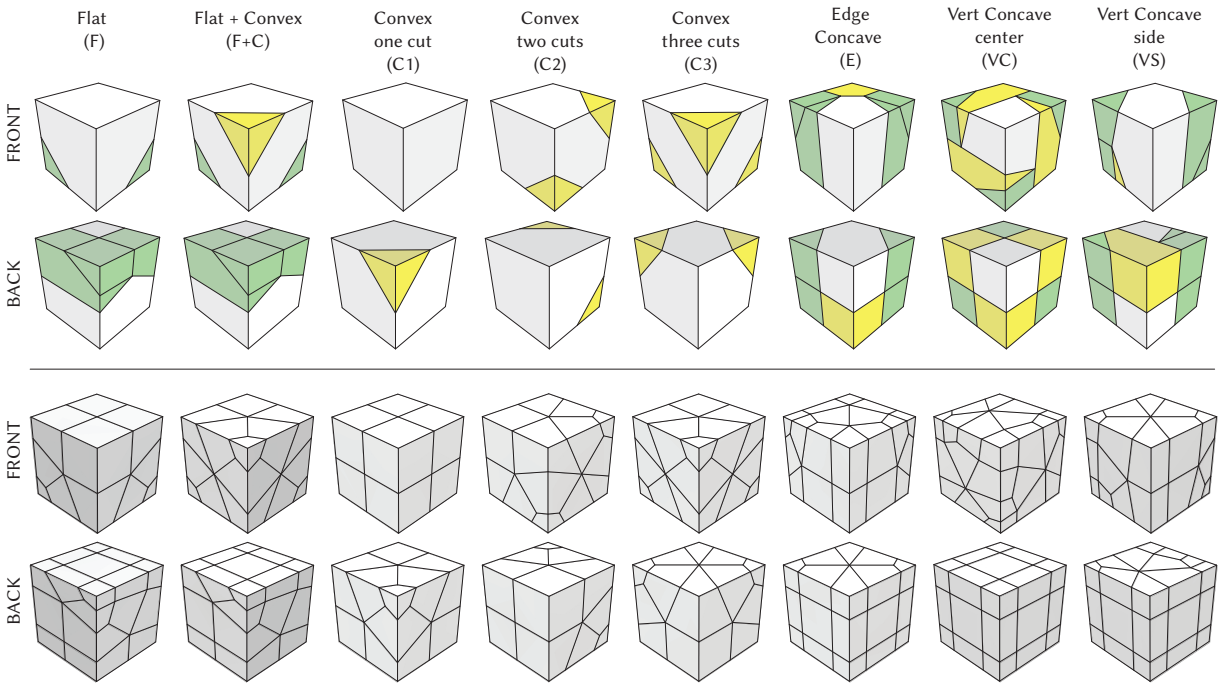 Flat
(F)
Flat + Convex
(F+C)
Convex
one cut
(C1)
Convex
two cuts
(C2)
Convex
three cuts
(C3)
Edge
Concave
(E)
Vert Concave
center
(VC)
Vert Concave
side
(VS)
FRONT
BACK
FRONT
BACK